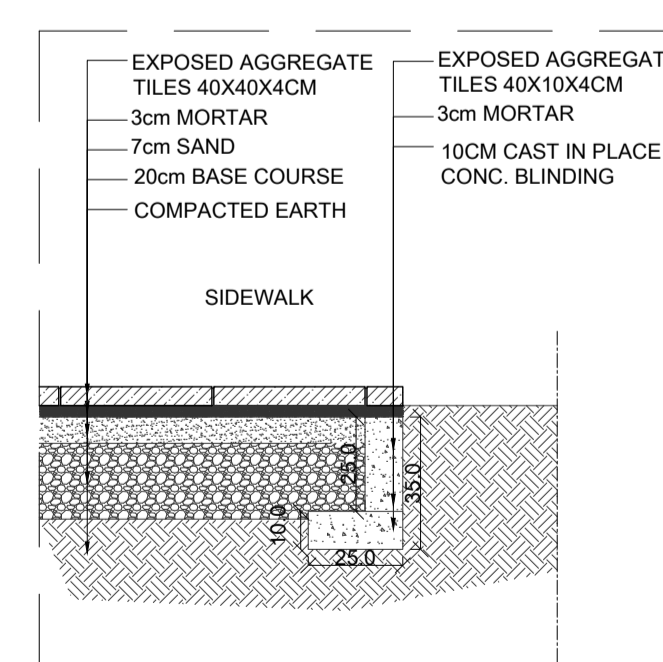 EXPOSED AGGREGATE
TILES 40X40X4CM
3cm MORTAR
7cm SAND
20cm BASE COURSE
COMPACTED EARTH
EXPOSED AGGREGAT
TILES 40X10X4CM
3cm MORTAR
10CM CAST IN PLACE
CONC. BLINDING
SIDEWALK
25.0
35.0
10.0
25.0